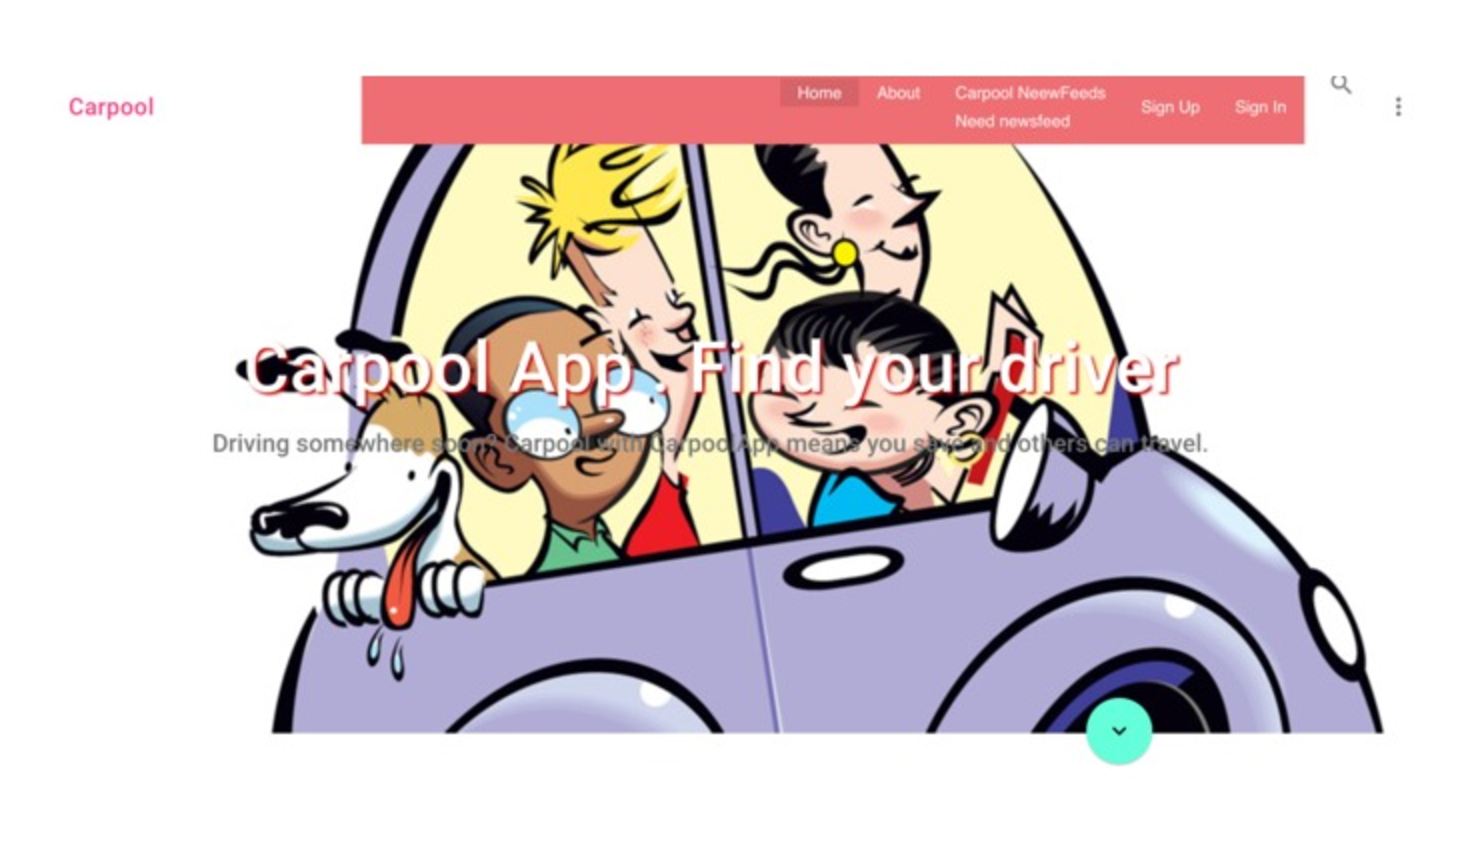 Carpool
Home
About
Carpool NeewFeeds
Need newsfeed
Sign Up
Sign In
Carpool App . Find your driver
Driving somewhere soon? Carpool with Carpool App means you save and others can travel.